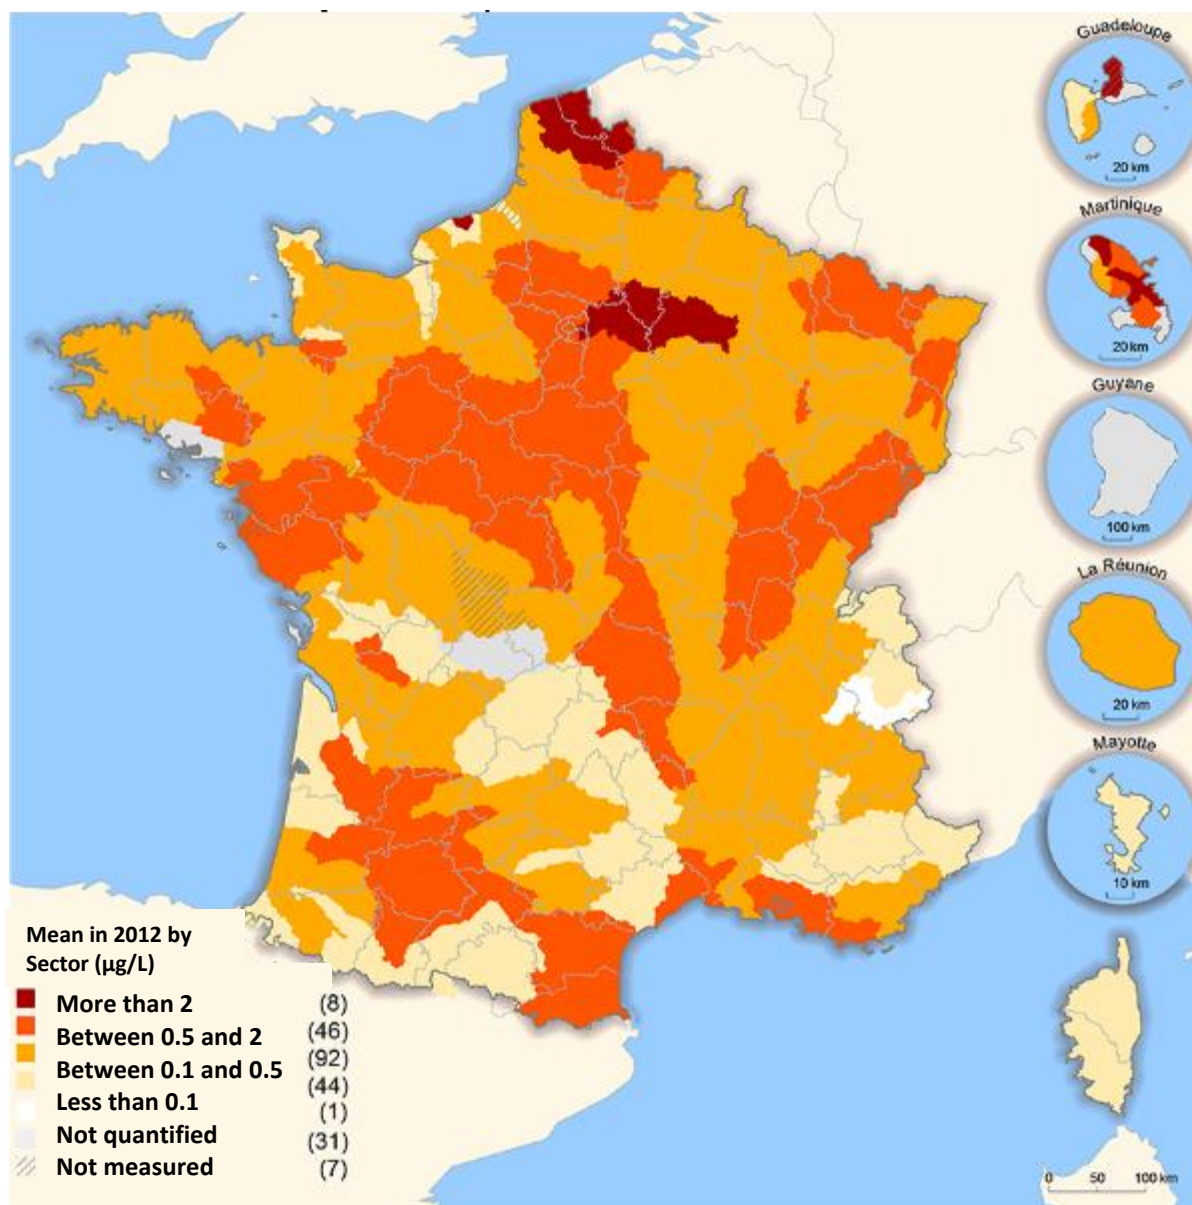 Guadeloupe
20 km
Martinique
20 km
Guyane
100 km
La Réunion
20 km
Mayotte
10 km
Mean in 2012 by
Sector (µg/L)
More than 2 (8)
Between 0.5 and 2 (46)
Between 0.1 and 0.5 (92)
Less than 0.1 (44)
(1)
Not quantified (31)
Not measured (7)
0 50 100 km